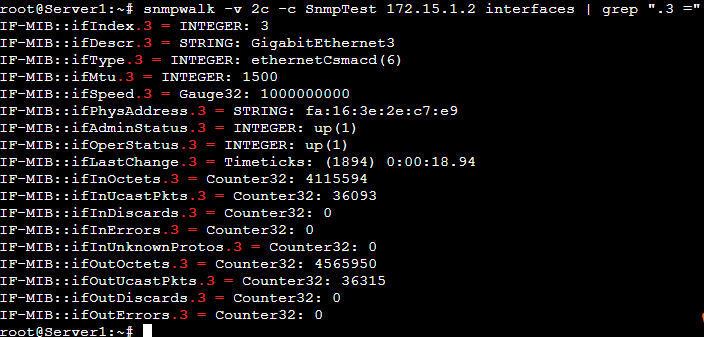 root@Server1:~# snmpwalk -v 2c -c SnmpTest 172.15.1.2 interfaces | grep ".3 ="
IF-MIB::ifIndex.3 = INTEGER: 3
IF-MIB::ifDescr.3 = STRING: GigabitEthernet3
IF-MIB::ifType.3 = INTEGER: ethernetCsmacd(6)
IF-MIB::ifMtu.3 = INTEGER: 1500
IF-MIB::ifSpeed.3 = Gauge32: 1000000000
IF-MIB::ifPhysAddress.3 = STRING: fa:16:3e:2e:c7:e9
IF-MIB::ifAdminStatus.3 = INTEGER: up(1)
IF-MIB::ifOperStatus.3 = INTEGER: up(1)
IF-MIB::ifLastChange.3 = Timeticks: (1894) 0:00:18.94
IF-MIB::ifInOctets.3 = Counter32: 4115594
IF-MIB::ifInUcastPkts.3 = Counter32: 36093
IF-MIB::ifInDiscards.3 = Counter32: 0
IF-MIB::ifInErrors.3 = Counter32: 0
IF-MIB::ifInUnknownProtos.3 = Counter32: 0
IF-MIB::ifOutOctets.3 = Counter32: 4565950
IF-MIB::ifOutUcastPkts.3 = Counter32: 36315
IF-MIB::ifOutDiscards.3 = Counter32: 0
IF-MIB::ifOutErrors.3 = Counter32: 0
root@Server1:~#